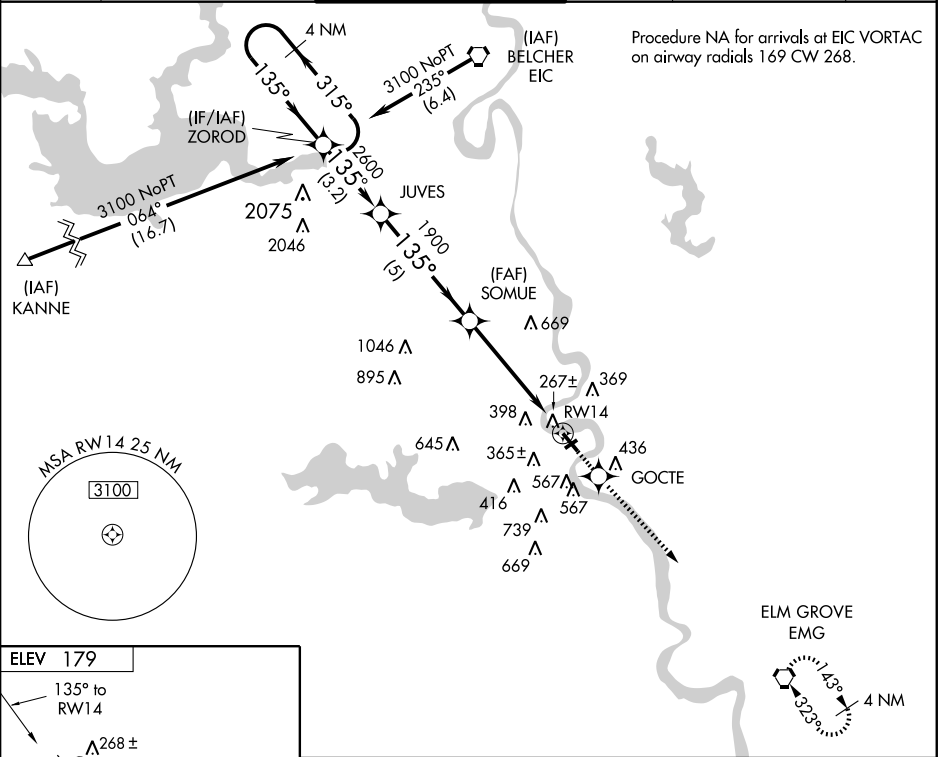 4 NM
(IAF)
BELCHER
EIC
Procedure NA for arrivals at EIC VORTAC
on airway radials 169 CW 268.
3100 NoPT
235°
(6.4)
135°
315°
(IF/IAF)
ZOROD
2600
135°
(3.2)
3100 NoPT
064°
(16.7)
2075
2046
JUVES
1900
135°
(5)
(IAF)
KANNE
(FAF)
SOMUE
669
1046
895
267±
369
398
RW14
645
365±
436
GOCTE
416
567
567
739
669
MSA RW14 25 NM
3100
ELM GROVE
EMG
143°
323°
4 NM
ELEV 179
135° to
RW14
268±